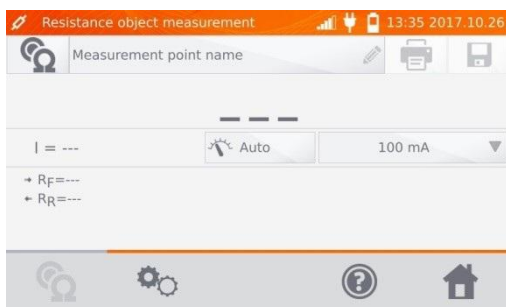 Resistance object measurement 13:35 2017.10.26
Measurement point name
---
I = --- Auto 100 mA
→ RF=---
← RR=---